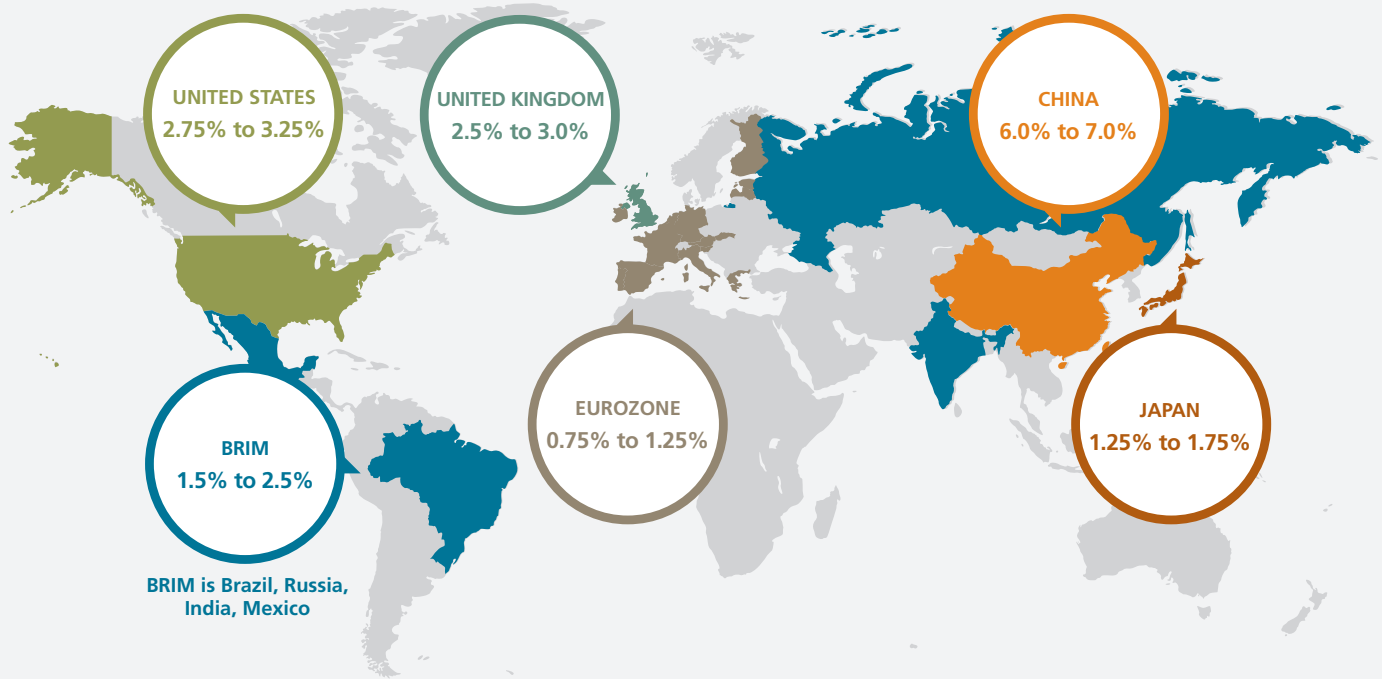 UNITED STATES
2.75% to 3.25%
UNITED KINGDOM
2.5% to 3.0%
CHINA
6.0% to 7.0%
EUROZONE
0.75% to 1.25%
JAPAN
1.25% to 1.75%
BRIM
1.5% to 2.5%
BRIM is Brazil, Russia,
India, Mexico